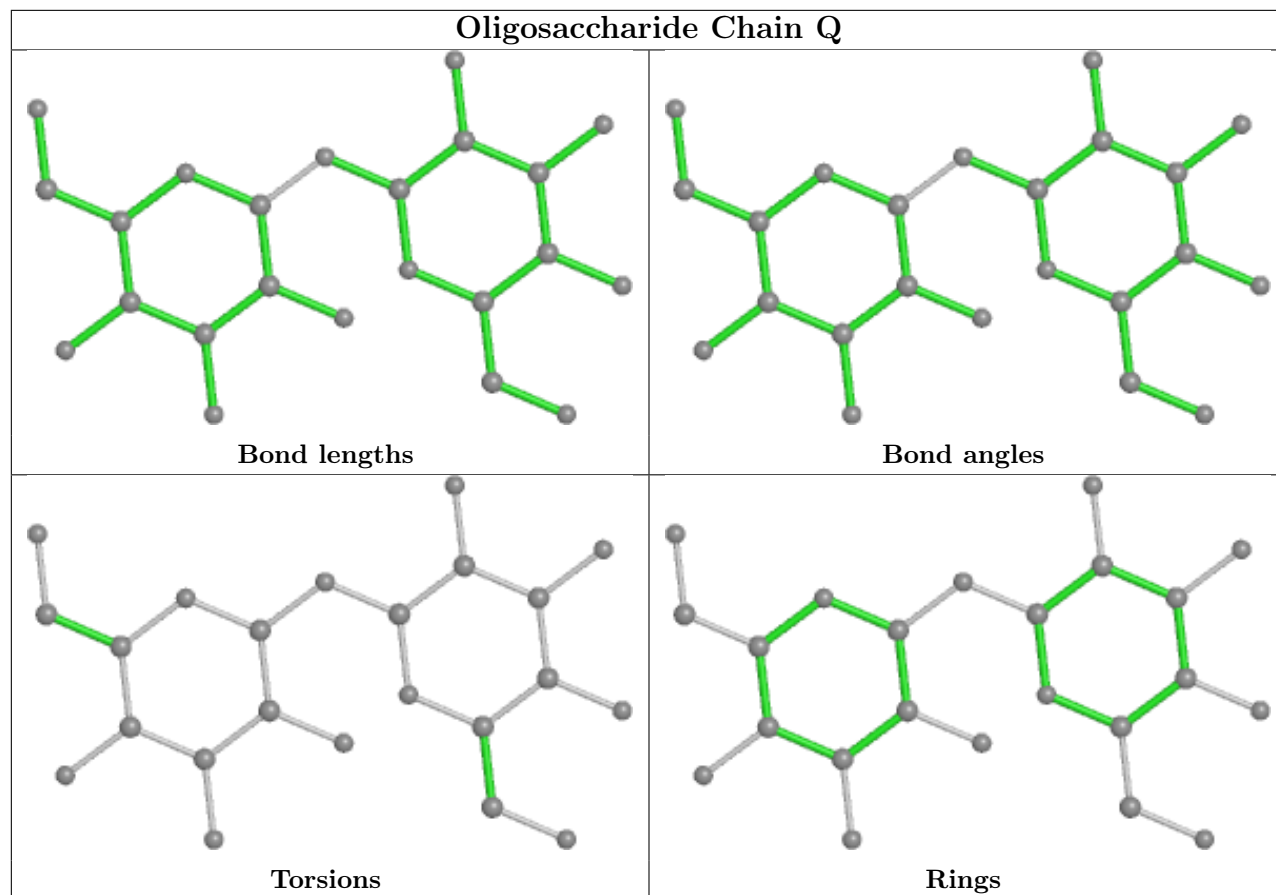 Oligosaccharide Chain Q
Bond lengths
Bond angles
Torsions
Rings